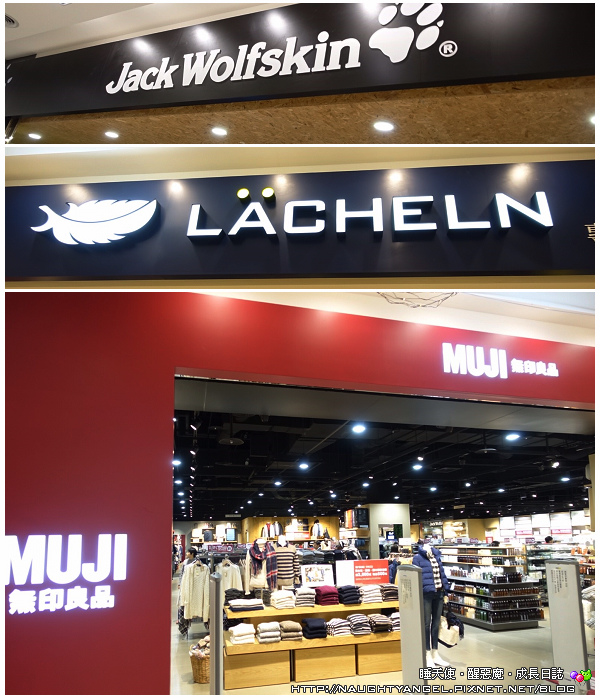 Jack Wolfskin ®
LÄCHELN
MUJI 無印良品
MUJI
無印良品
睡天使‧醒惡魔‧成長日誌
HTTP://NAUGHTYANGEL.PIXNET.NET/BLOG